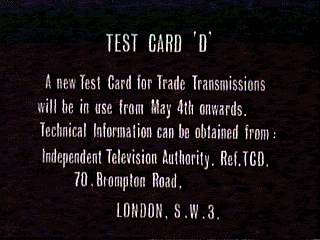 TEST CARD 'D'
A new Test Card for Trade Transmissions
will be in use from May 4th onwards.
Technical Information can be obtained from:
Independent Television Authority. Ref.TCD.
70. Brompton Road.
LONDON, S.W.3.